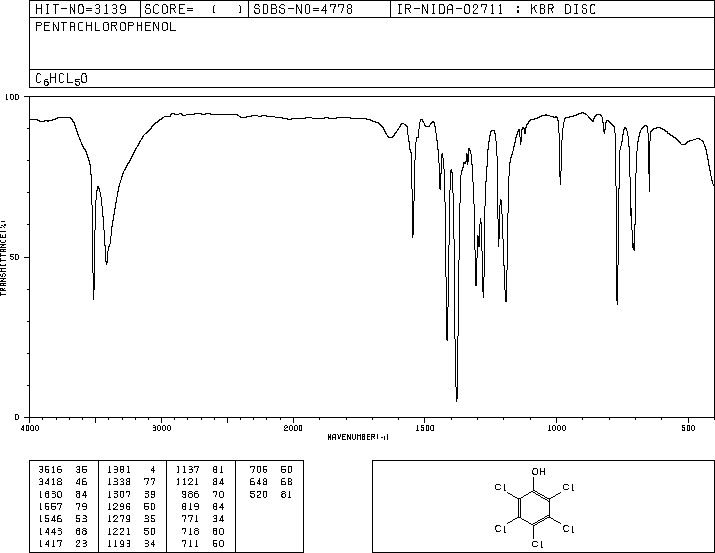 HIT-NO=3139 SCORE= ( ) SDBS-NO=4778 IR-NIDA-02711 : KBR DISC
PENTACHLOROPHENOL
C6HCL5O
100
50
0
TRANSMITTANCE(%)
4000 3000 2000 1500 1000 500
WAVENUMBER(-1)
3516 36 1381 4 1137 81 706 50
3418 46 1338 77 1121 84 648 68
1630 84 1307 39 986 70 520 81
1557 79 1296 50 819 84
1546 53 1279 35 771 34
1443 68 1221 50 718 60
1417 23 1193 34 711 50
OH
Cl Cl
Cl Cl
Cl